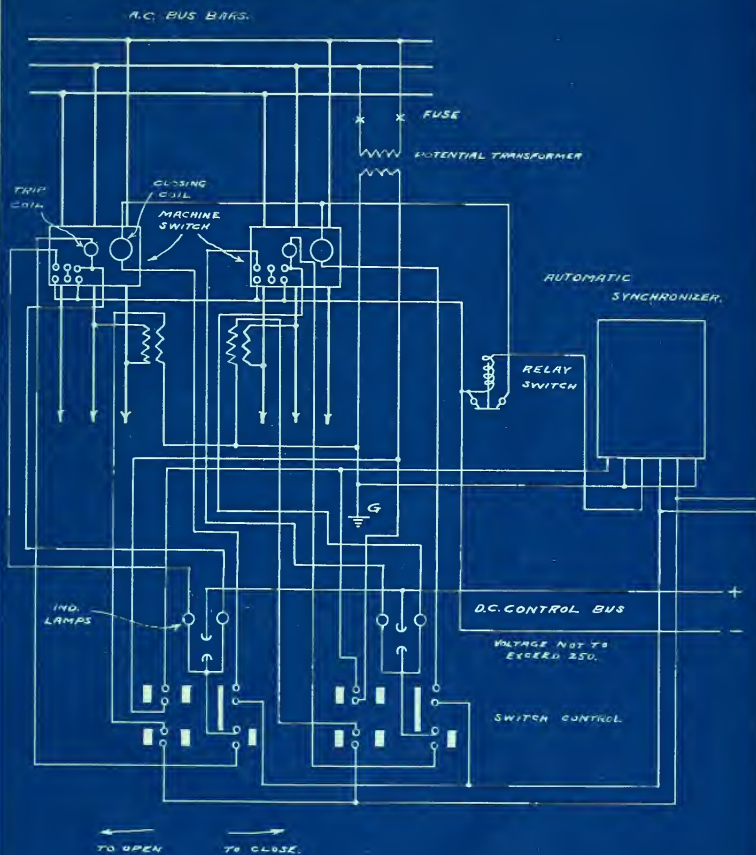 A.C. BUS BARS.
FUSE
POTENTIAL TRANSFORMER
TRIP
COIL
CLOSING
COIL
MACHINE
SWITCH
AUTOMATIC
SYNCHRONIZER.
RELAY
SWITCH
G
IND.
LAMPS
+
D.C. CONTROL BUS
−
VOLTAGE NOT TO
EXCEED 250.
SWITCH CONTROL
TO OPEN
TO CLOSE.